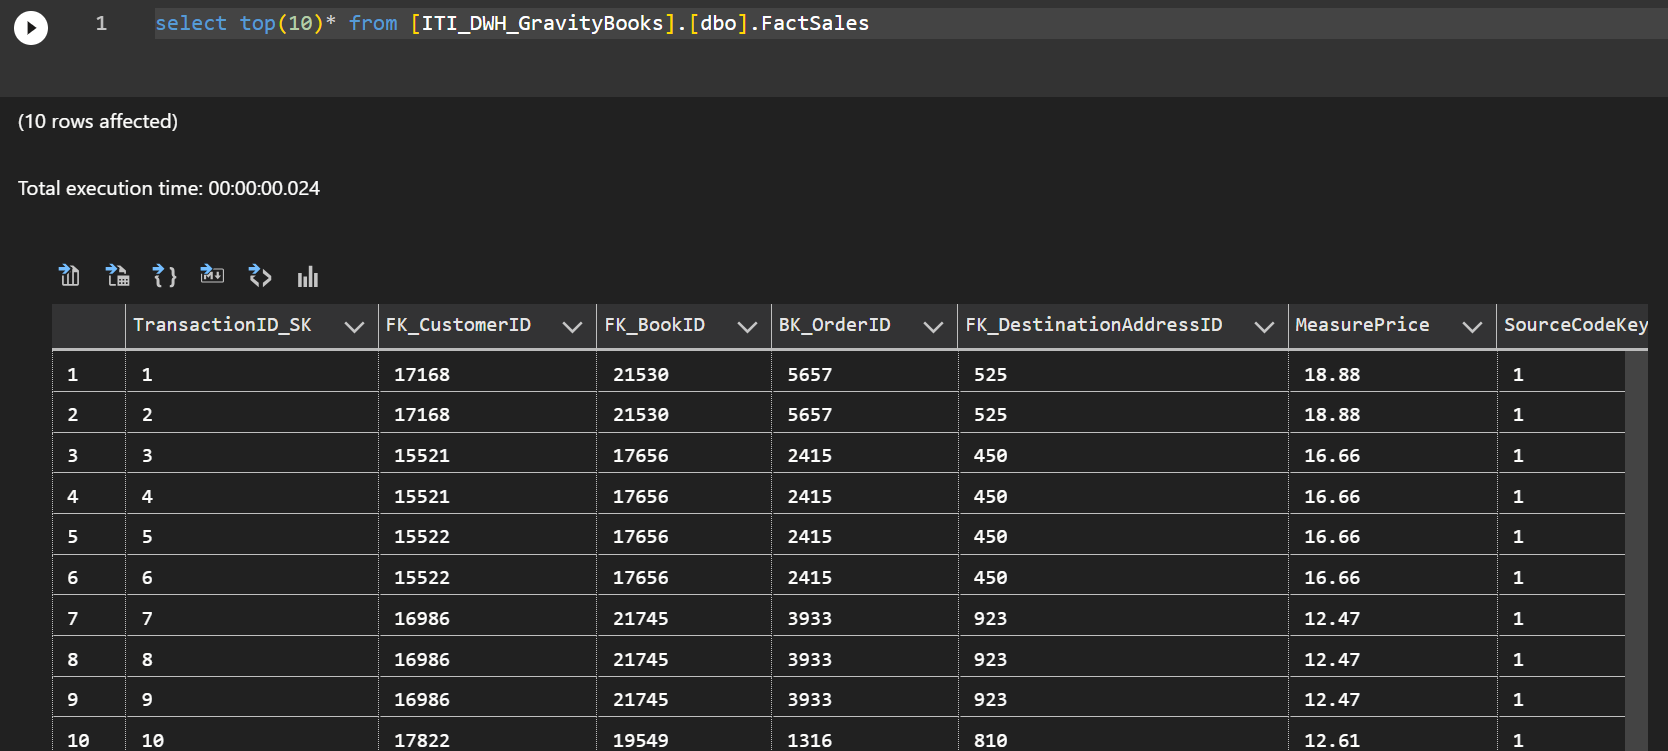 1 select top(10)* from [ITI_DWH_GravityBooks].[dbo].FactSales
(10 rows affected)
Total execution time: 00:00:00.024
TransactionID_SK FK_CustomerID FK_BookID BK_OrderID FK_DestinationAddressID MeasurePrice SourceCodeKey
1 1 17168 21530 5657 525 18.88 1
2 2 17168 21530 5657 525 18.88 1
3 3 15521 17656 2415 450 16.66 1
4 4 15521 17656 2415 450 16.66 1
5 5 15522 17656 2415 450 16.66 1
6 6 15522 17656 2415 450 16.66 1
7 7 16986 21745 3933 923 12.47 1
8 8 16986 21745 3933 923 12.47 1
9 9 16986 21745 3933 923 12.47 1
10 10 17822 19549 1316 810 12.61 1